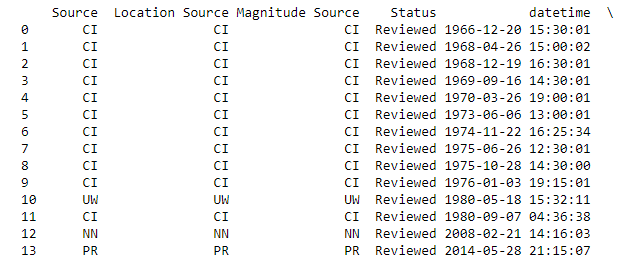 Source Location Source Magnitude Source Status datetime \
0 CI CI CI Reviewed 1966-12-20 15:30:01
1 CI CI CI Reviewed 1968-04-26 15:00:02
2 CI CI CI Reviewed 1968-12-19 16:30:01
3 CI CI CI Reviewed 1969-09-16 14:30:01
4 CI CI CI Reviewed 1970-03-26 19:00:01
5 CI CI CI Reviewed 1973-06-06 13:00:01
6 CI CI CI Reviewed 1974-11-22 16:25:34
7 CI CI CI Reviewed 1975-06-26 12:30:01
8 CI CI CI Reviewed 1975-10-28 14:30:00
9 CI CI CI Reviewed 1976-01-03 19:15:01
10 UW UW UW Reviewed 1980-05-18 15:32:11
11 CI CI CI Reviewed 1980-09-07 04:36:38
12 NN NN NN Reviewed 2008-02-21 14:16:03
13 PR PR PR Reviewed 2014-05-28 21:15:07